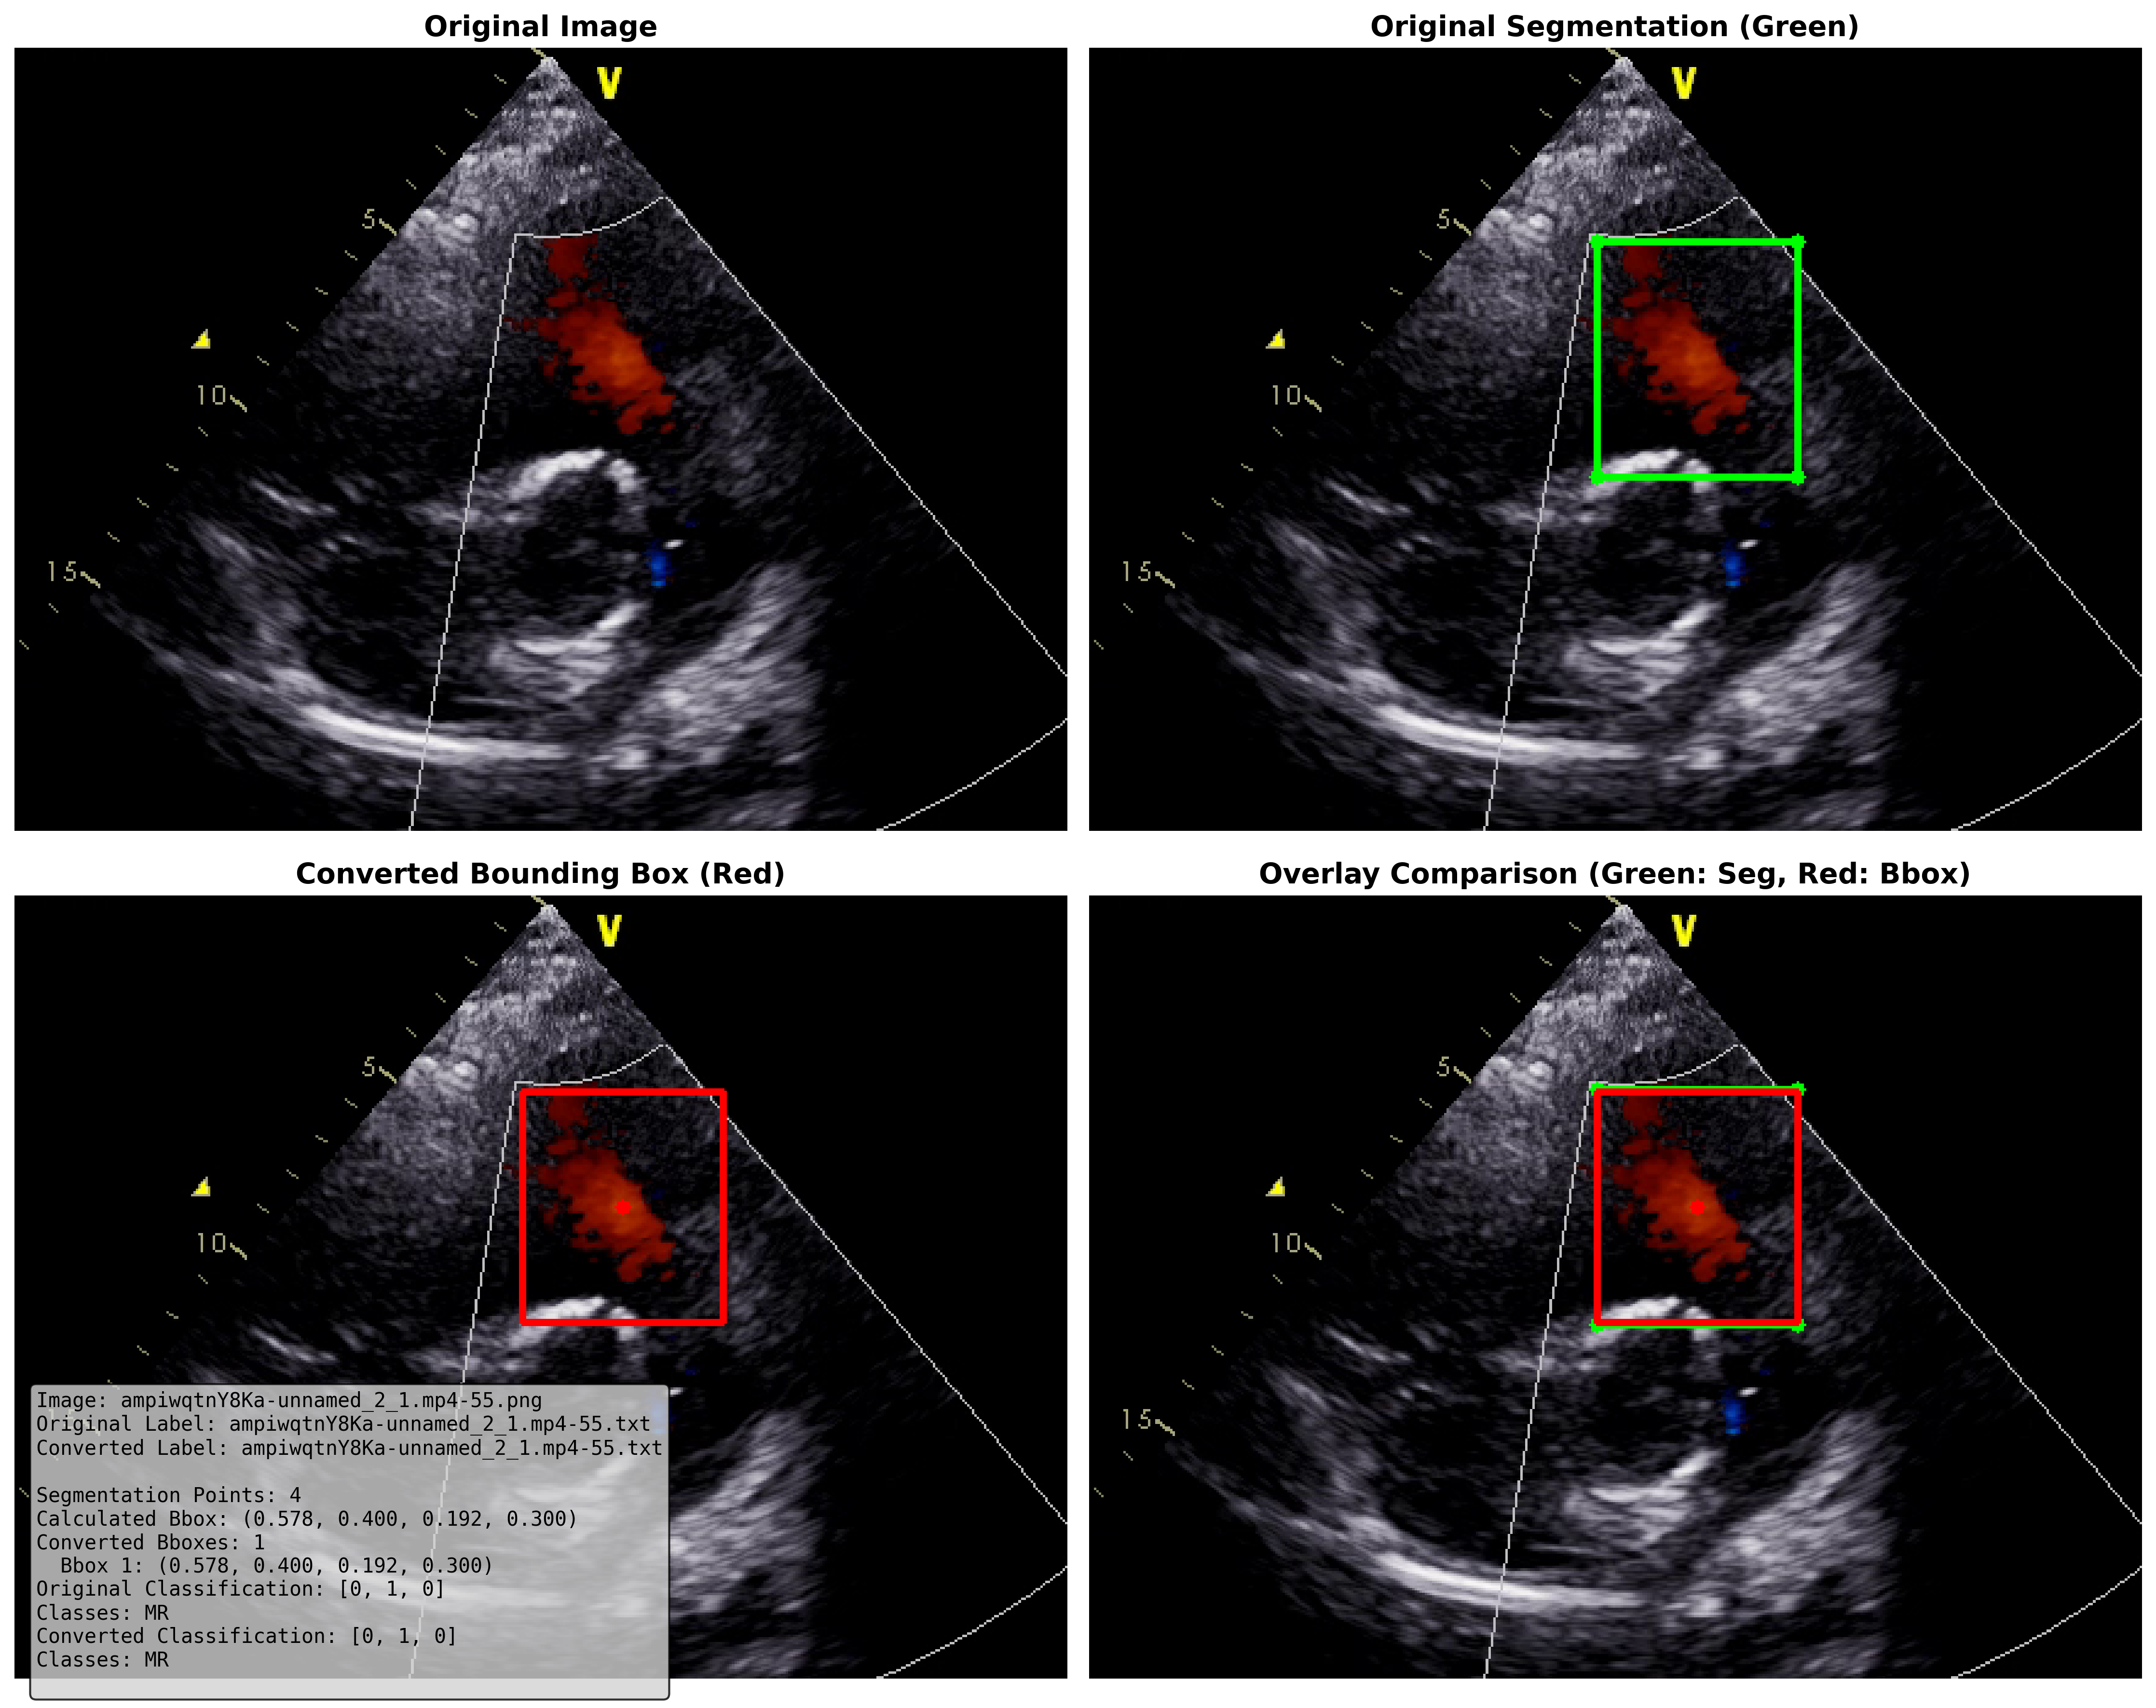 Original Image
Original Segmentation (Green)
V
5
10
15
V
5
10
15
Converted Bounding Box (Red)
Overlay Comparison (Green: Seg, Red: Bbox)
V
5
10
V
5
10
15
Image: ampiwqtnY8Ka-unnamed_2_1.mp4-55.png
Original Label: ampiwqtnY8Ka-unnamed_2_1.mp4-55.txt
Converted Label: ampiwqtnY8Ka-unnamed_2_1.mp4-55.txt
Segmentation Points: 4
Calculated Bbox: (0.578, 0.400, 0.192, 0.300)
Converted Bboxes: 1
Bbox 1: (0.578, 0.400, 0.192, 0.300)
Original Classification: [0, 1, 0]
Classes: MR
Converted Classification: [0, 1, 0]
Classes: MR